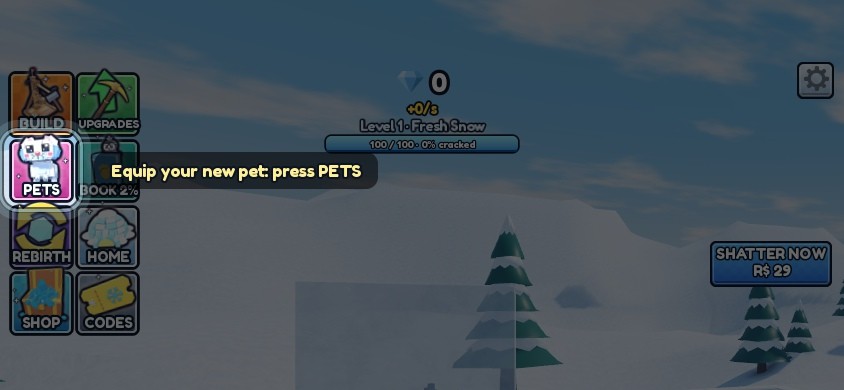 0
+0/s
Level 1 · Fresh Snow
100 / 100 · 0% cracked
BUILD
UPGRADES
PETS
BOOK 2%
Equip your new pet: press PETS
REBIRTH
HOME
SHOP
CODES
SHATTER NOW
R$ 29